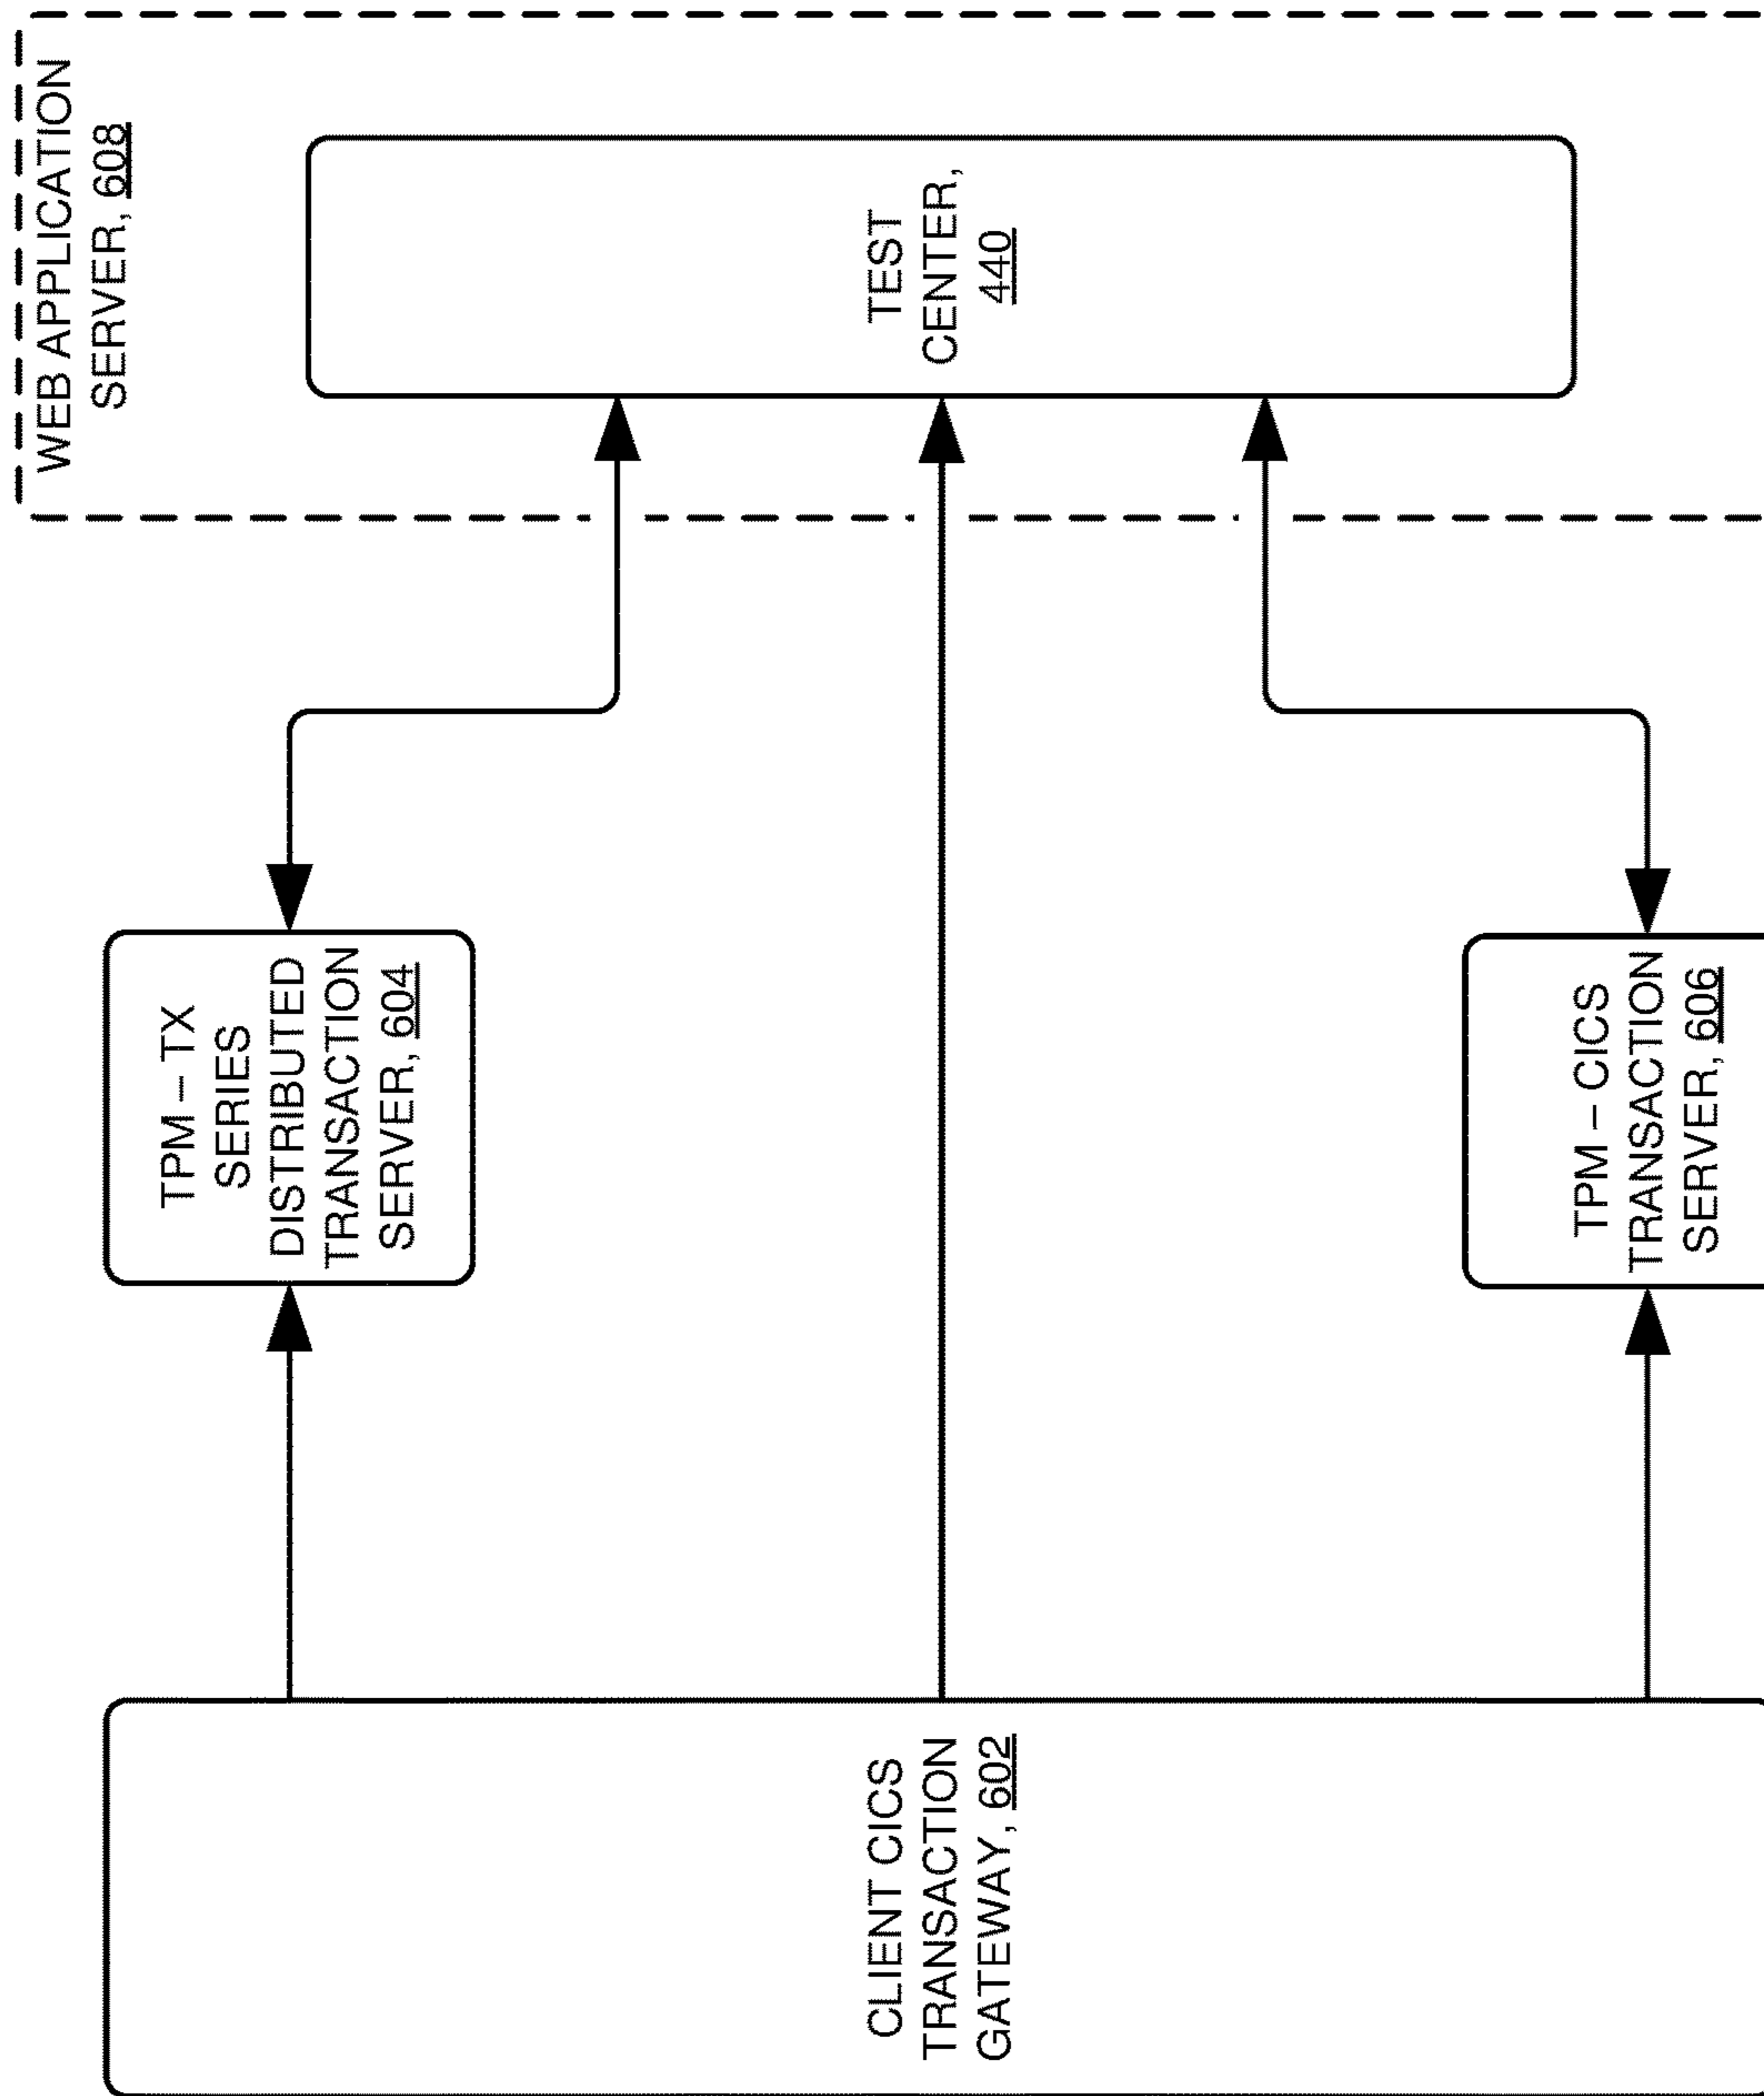 CLIENT CICS
TRANSACTION
GATEWAY, 602
TPM – TX
SERIES
DISTRIBUTED
TRANSACTION
SERVER, 604
TPM – CICS
TRANSACTION
SERVER, 606
WEB APPLICATION
SERVER, 608
TEST
CENTER,
440